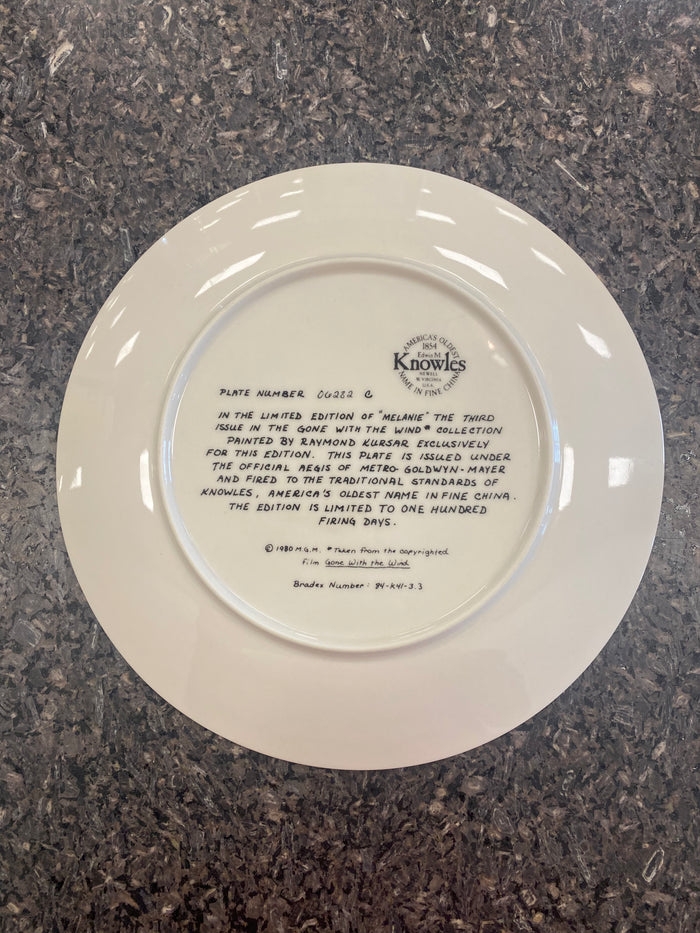 AMERICA'S OLDEST
1854
Edwin M.
Knowles
NEWELL
W. VIRGINIA
U.S.A.
NAME IN FINE CHINA
PLATE NUMBER 06282 C
IN THE LIMITED EDITION OF "MELANIE" THE THIRD
ISSUE IN THE GONE WITH THE WIND* COLLECTION
PAINTED BY RAYMOND KURSAR EXCLUSIVELY
FOR THIS EDITION. THIS PLATE IS ISSUED UNDER
THE OFFICIAL AEGIS OF METRO-GOLDWYN-MAYER
AND FIRED TO THE TRADITIONAL STANDARDS OF
KNOWLES, AMERICA'S OLDEST NAME IN FINE CHINA.
THE EDITION IS LIMITED TO ONE HUNDRED
FIRING DAYS.
© 1980 M.G.M. *Taken from the copyrighted
film Gone With the Wind
Bradex Number: 84-K41-3.3